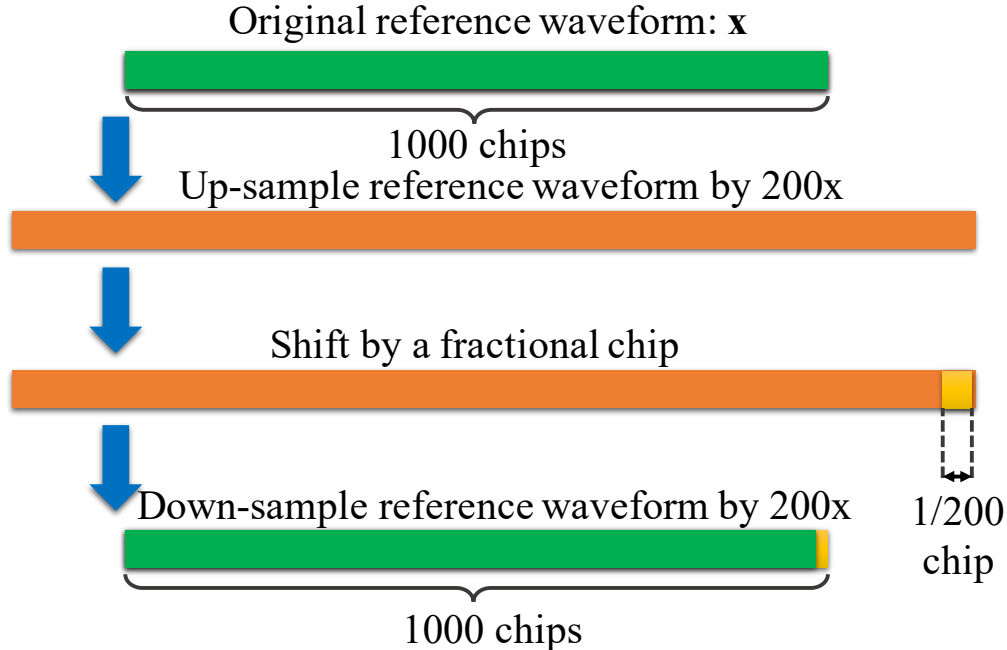 Original reference waveform: x
1000 chips
Up-sample reference waveform by 200x
Shift by a fractional chip
Down-sample reference waveform by 200x
1/200
chip
1000 chips